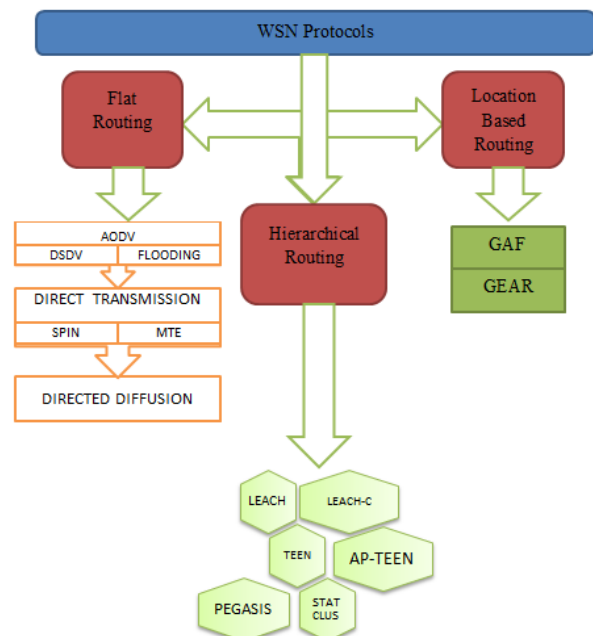 WSN Protocols
Flat
Routing
Location
Based
Routing
Hierarchical
Routing
AODV
DSDV FLOODING
DIRECT TRANSMISSION
SPIN MTE
DIRECTED DIFFUSION
GAF
GEAR
LEACH
LEACH-C
TEEN
AP-TEEN
PEGASIS
STAT
CLUS